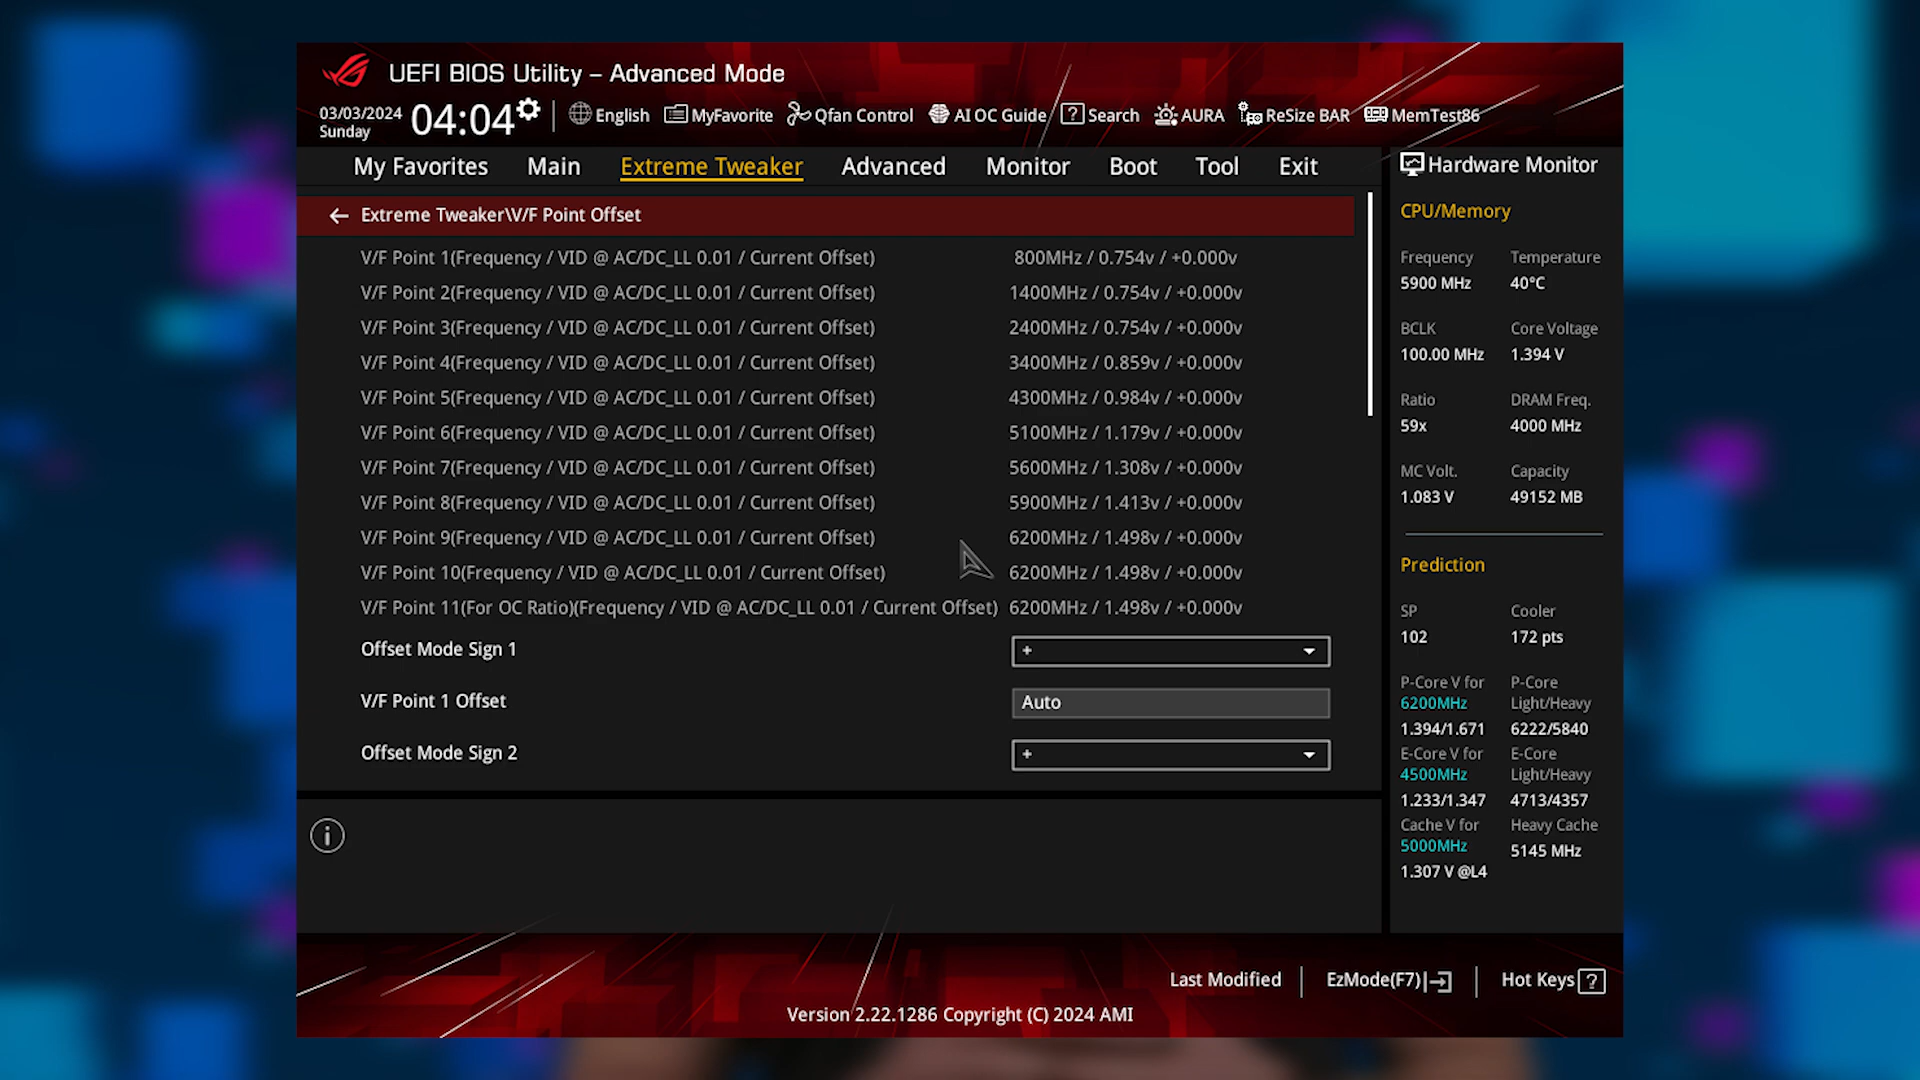 UEFI BIOS Utility – Advanced Mode
03/03/2024
Sunday
04:04
English
MyFavorite
Qfan Control
AI OC Guide
Search
AURA
ReSize BAR
MemTest86
My Favorites
Main
Extreme Tweaker
Advanced
Monitor
Boot
Tool
Exit
Extreme Tweaker\V/F Point Offset
V/F Point 1(Frequency / VID @ AC/DC_LL 0.01 / Current Offset) 800MHz / 0.754v / +0.000v
V/F Point 2(Frequency / VID @ AC/DC_LL 0.01 / Current Offset) 1400MHz / 0.754v / +0.000v
V/F Point 3(Frequency / VID @ AC/DC_LL 0.01 / Current Offset) 2400MHz / 0.754v / +0.000v
V/F Point 4(Frequency / VID @ AC/DC_LL 0.01 / Current Offset) 3400MHz / 0.859v / +0.000v
V/F Point 5(Frequency / VID @ AC/DC_LL 0.01 / Current Offset) 4300MHz / 0.984v / +0.000v
V/F Point 6(Frequency / VID @ AC/DC_LL 0.01 / Current Offset) 5100MHz / 1.179v / +0.000v
V/F Point 7(Frequency / VID @ AC/DC_LL 0.01 / Current Offset) 5600MHz / 1.308v / +0.000v
V/F Point 8(Frequency / VID @ AC/DC_LL 0.01 / Current Offset) 5900MHz / 1.413v / +0.000v
V/F Point 9(Frequency / VID @ AC/DC_LL 0.01 / Current Offset) 6200MHz / 1.498v / +0.000v
V/F Point 10(Frequency / VID @ AC/DC_LL 0.01 / Current Offset) 6200MHz / 1.498v / +0.000v
V/F Point 11(For OC Ratio)(Frequency / VID @ AC/DC_LL 0.01 / Current Offset) 6200MHz / 1.498v / +0.000v
Offset Mode Sign 1 +
V/F Point 1 Offset Auto
Offset Mode Sign 2 +
Hardware Monitor
CPU/Memory
Frequency Temperature
5900 MHz 40°C
BCLK Core Voltage
100.00 MHz 1.394 V
Ratio DRAM Freq.
59x 4000 MHz
MC Volt. Capacity
1.083 V 49152 MB
Prediction
SP Cooler
102 172 pts
P-Core V for P-Core
6200MHz Light/Heavy
1.394/1.671 6222/5840
E-Core V for E-Core
4500MHz Light/Heavy
1.233/1.347 4713/4357
Cache V for Heavy Cache
5000MHz 5145 MHz
1.307 V @L4
Last Modified
EzMode(F7)
Hot Keys ?
Version 2.22.1286 Copyright (C) 2024 AMI